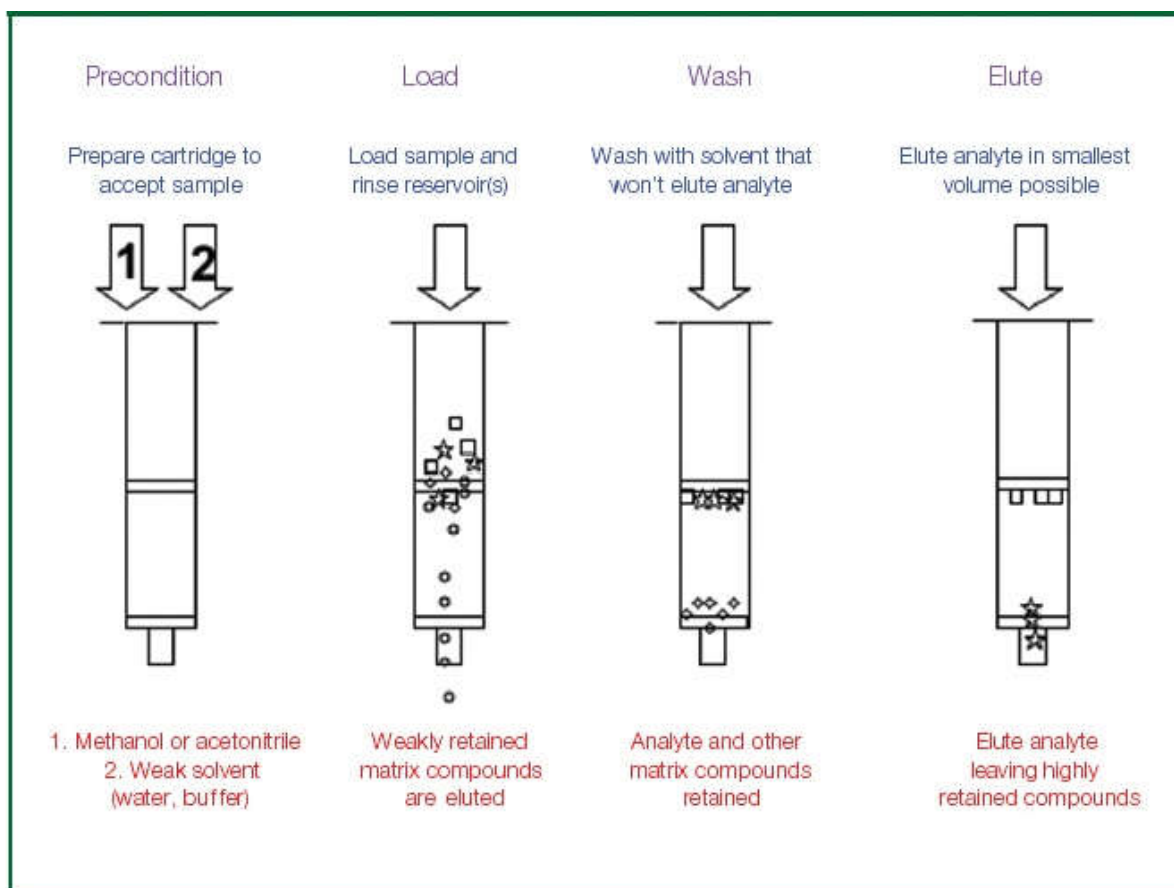 Precondition
Load
Wash
Elute
Prepare cartridge to
accept sample
Load sample and
rinse reservoir(s)
Wash with solvent that
won't elute analyte
Elute analyte in smallest
volume possible
1
2
1. Methanol or acetonitrile
2. Weak solvent
(water, buffer)
Weakly retained
matrix compounds
are eluted
Analyte and other
matrix compounds
retained
Elute analyte
leaving highly
retained compounds